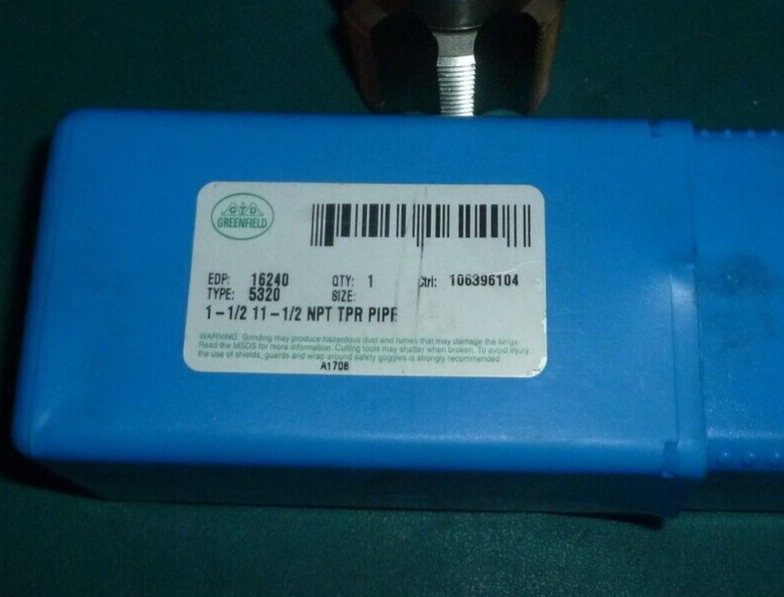 GTD
GREENFIELD
EDP: 16240 QTY: 1 Ctrl: 106396104
TYPE: 5320 SIZE:
1-1/2 11-1/2 NPT TPR PIPE
WARNING: Grinding may produce hazardous dust and fumes that may damage the lungs.
Read the MSDS for more information. Cutting tools may shatter when broken. To avoid injury,
the use of shields, guards and wrap around safety goggles is strongly recommended.
A1708